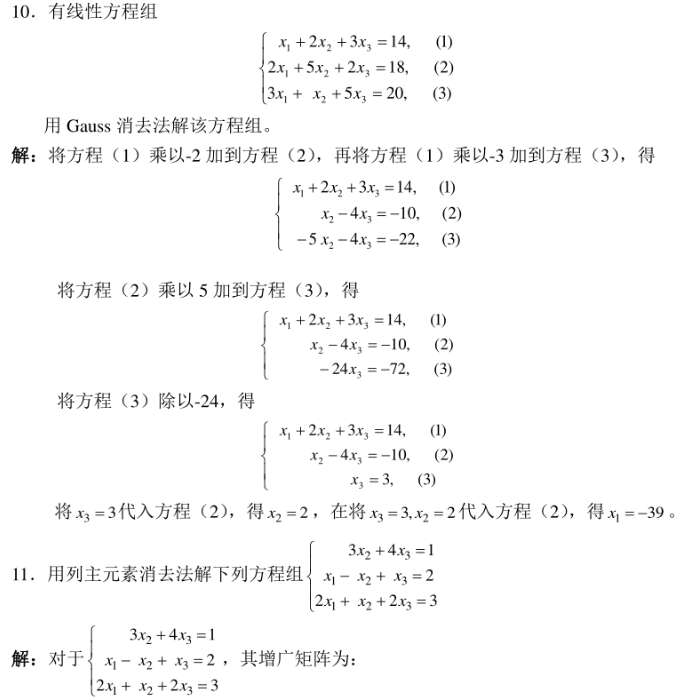 10．有线性方程组
x₁ + 2x₂ + 3x₃ = 14, (1)
2x₁ + 5x₂ + 2x₃ = 18, (2)
3x₁ + x₂ + 5x₃ = 20, (3)
用 Gauss 消去法解该方程组。
解：将方程（1）乘以-2 加到方程（2），再将方程（1）乘以-3 加到方程（3），得
x₁ + 2x₂ + 3x₃ = 14, (1)
x₂ − 4x₃ = −10, (2)
−5 x₂ − 4x₃ = −22, (3)
将方程（2）乘以 5 加到方程（3），得
x₁ + 2x₂ + 3x₃ = 14, (1)
x₂ − 4x₃ = −10, (2)
− 24x₃ = −72, (3)
将方程（3）除以-24，得
x₁ + 2x₂ + 3x₃ = 14, (1)
x₂ − 4x₃ = −10, (2)
x₃ = 3, (3)
将 x₃ = 3 代入方程（2），得 x₂ = 2 ，在将 x₃ = 3, x₂ = 2 代入方程（2），得 x₁ = −39 。
11．用列主元素消去法解下列方程组
3x₂ + 4x₃ = 1
x₁ − x₂ + x₃ = 2
2x₁ + x₂ + 2x₃ = 3
解：对于
3x₂ + 4x₃ = 1
x₁ − x₂ + x₃ = 2
2x₁ + x₂ + 2x₃ = 3
，其增广矩阵为：